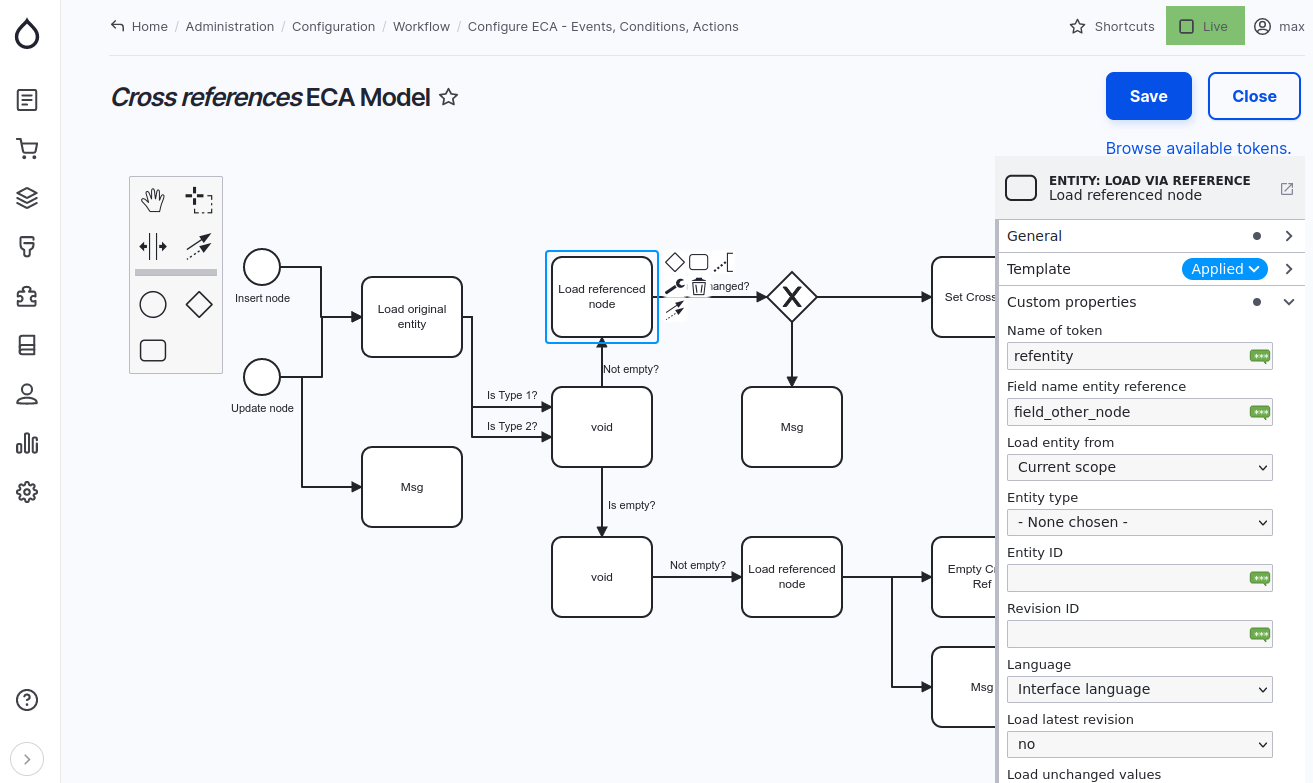 Home / Administration / Configuration / Workflow / Configure ECA - Events, Conditions, Actions
Shortcuts
Live
max
Cross references ECA Model
Save
Close
Browse available tokens.
Insert node
Update node
Load original
entity
Msg
Is Type 1?
Is Type 2?
Load referenced
node
Not empty?
void
Is empty?
void
Not empty?
Load referenced
node
Msg
Set Cross
Ref
Msg
ENTITY: LOAD VIA REFERENCE
Load referenced node
General
Template
Applied
Custom properties
Name of token
refentity
Field name entity reference
field_other_node
Load entity from
Current scope
Entity type
- None chosen -
Entity ID
Revision ID
Language
Interface language
Load latest revision
no
Load unchanged values